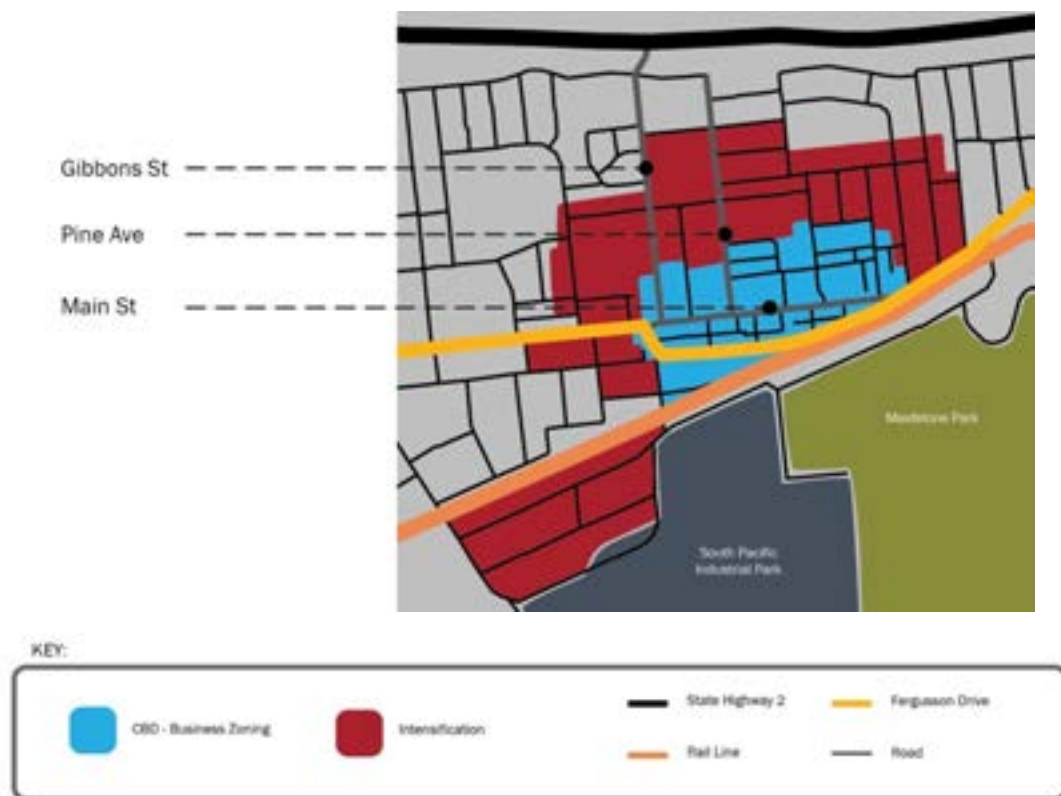 Gibbons St
Pine Ave
Main St
Maidstone Park
South Pacific
Industrial Park
KEY:
CBD - Business Zoning
Intensification
State Highway 2
Fergusson Drive
Rail Line
Road